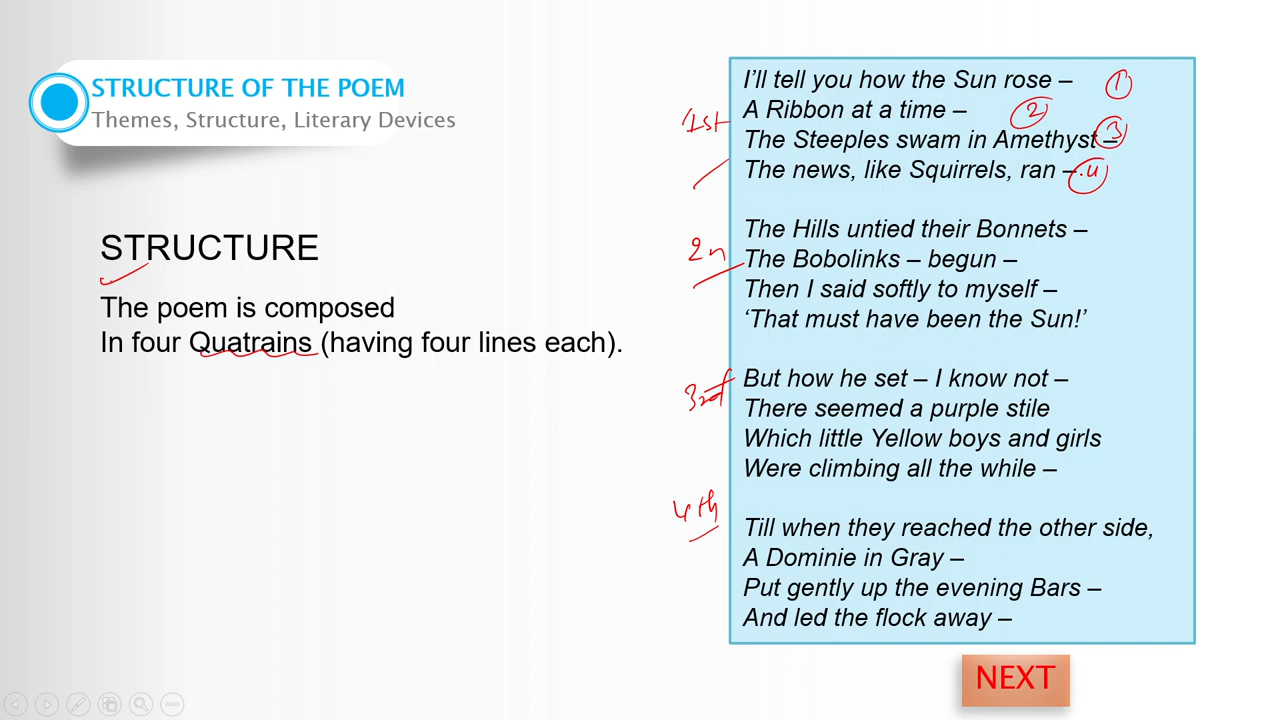 STRUCTURE OF THE POEM
Themes, Structure, Literary Devices
STRUCTURE
The poem is composed
In four Quatrains (having four lines each).
1st
2n
3rd
4th
I'll tell you how the Sun rose – 1
A Ribbon at a time – 2
The Steeples swam in Amethyst – 3
The news, like Squirrels, ran – 4
The Hills untied their Bonnets –
The Bobolinks – begun –
Then I said softly to myself –
‘That must have been the Sun!’
But how he set – I know not –
There seemed a purple stile
Which little Yellow boys and girls
Were climbing all the while –
Till when they reached the other side,
A Dominie in Gray –
Put gently up the evening Bars –
And led the flock away –
NEXT